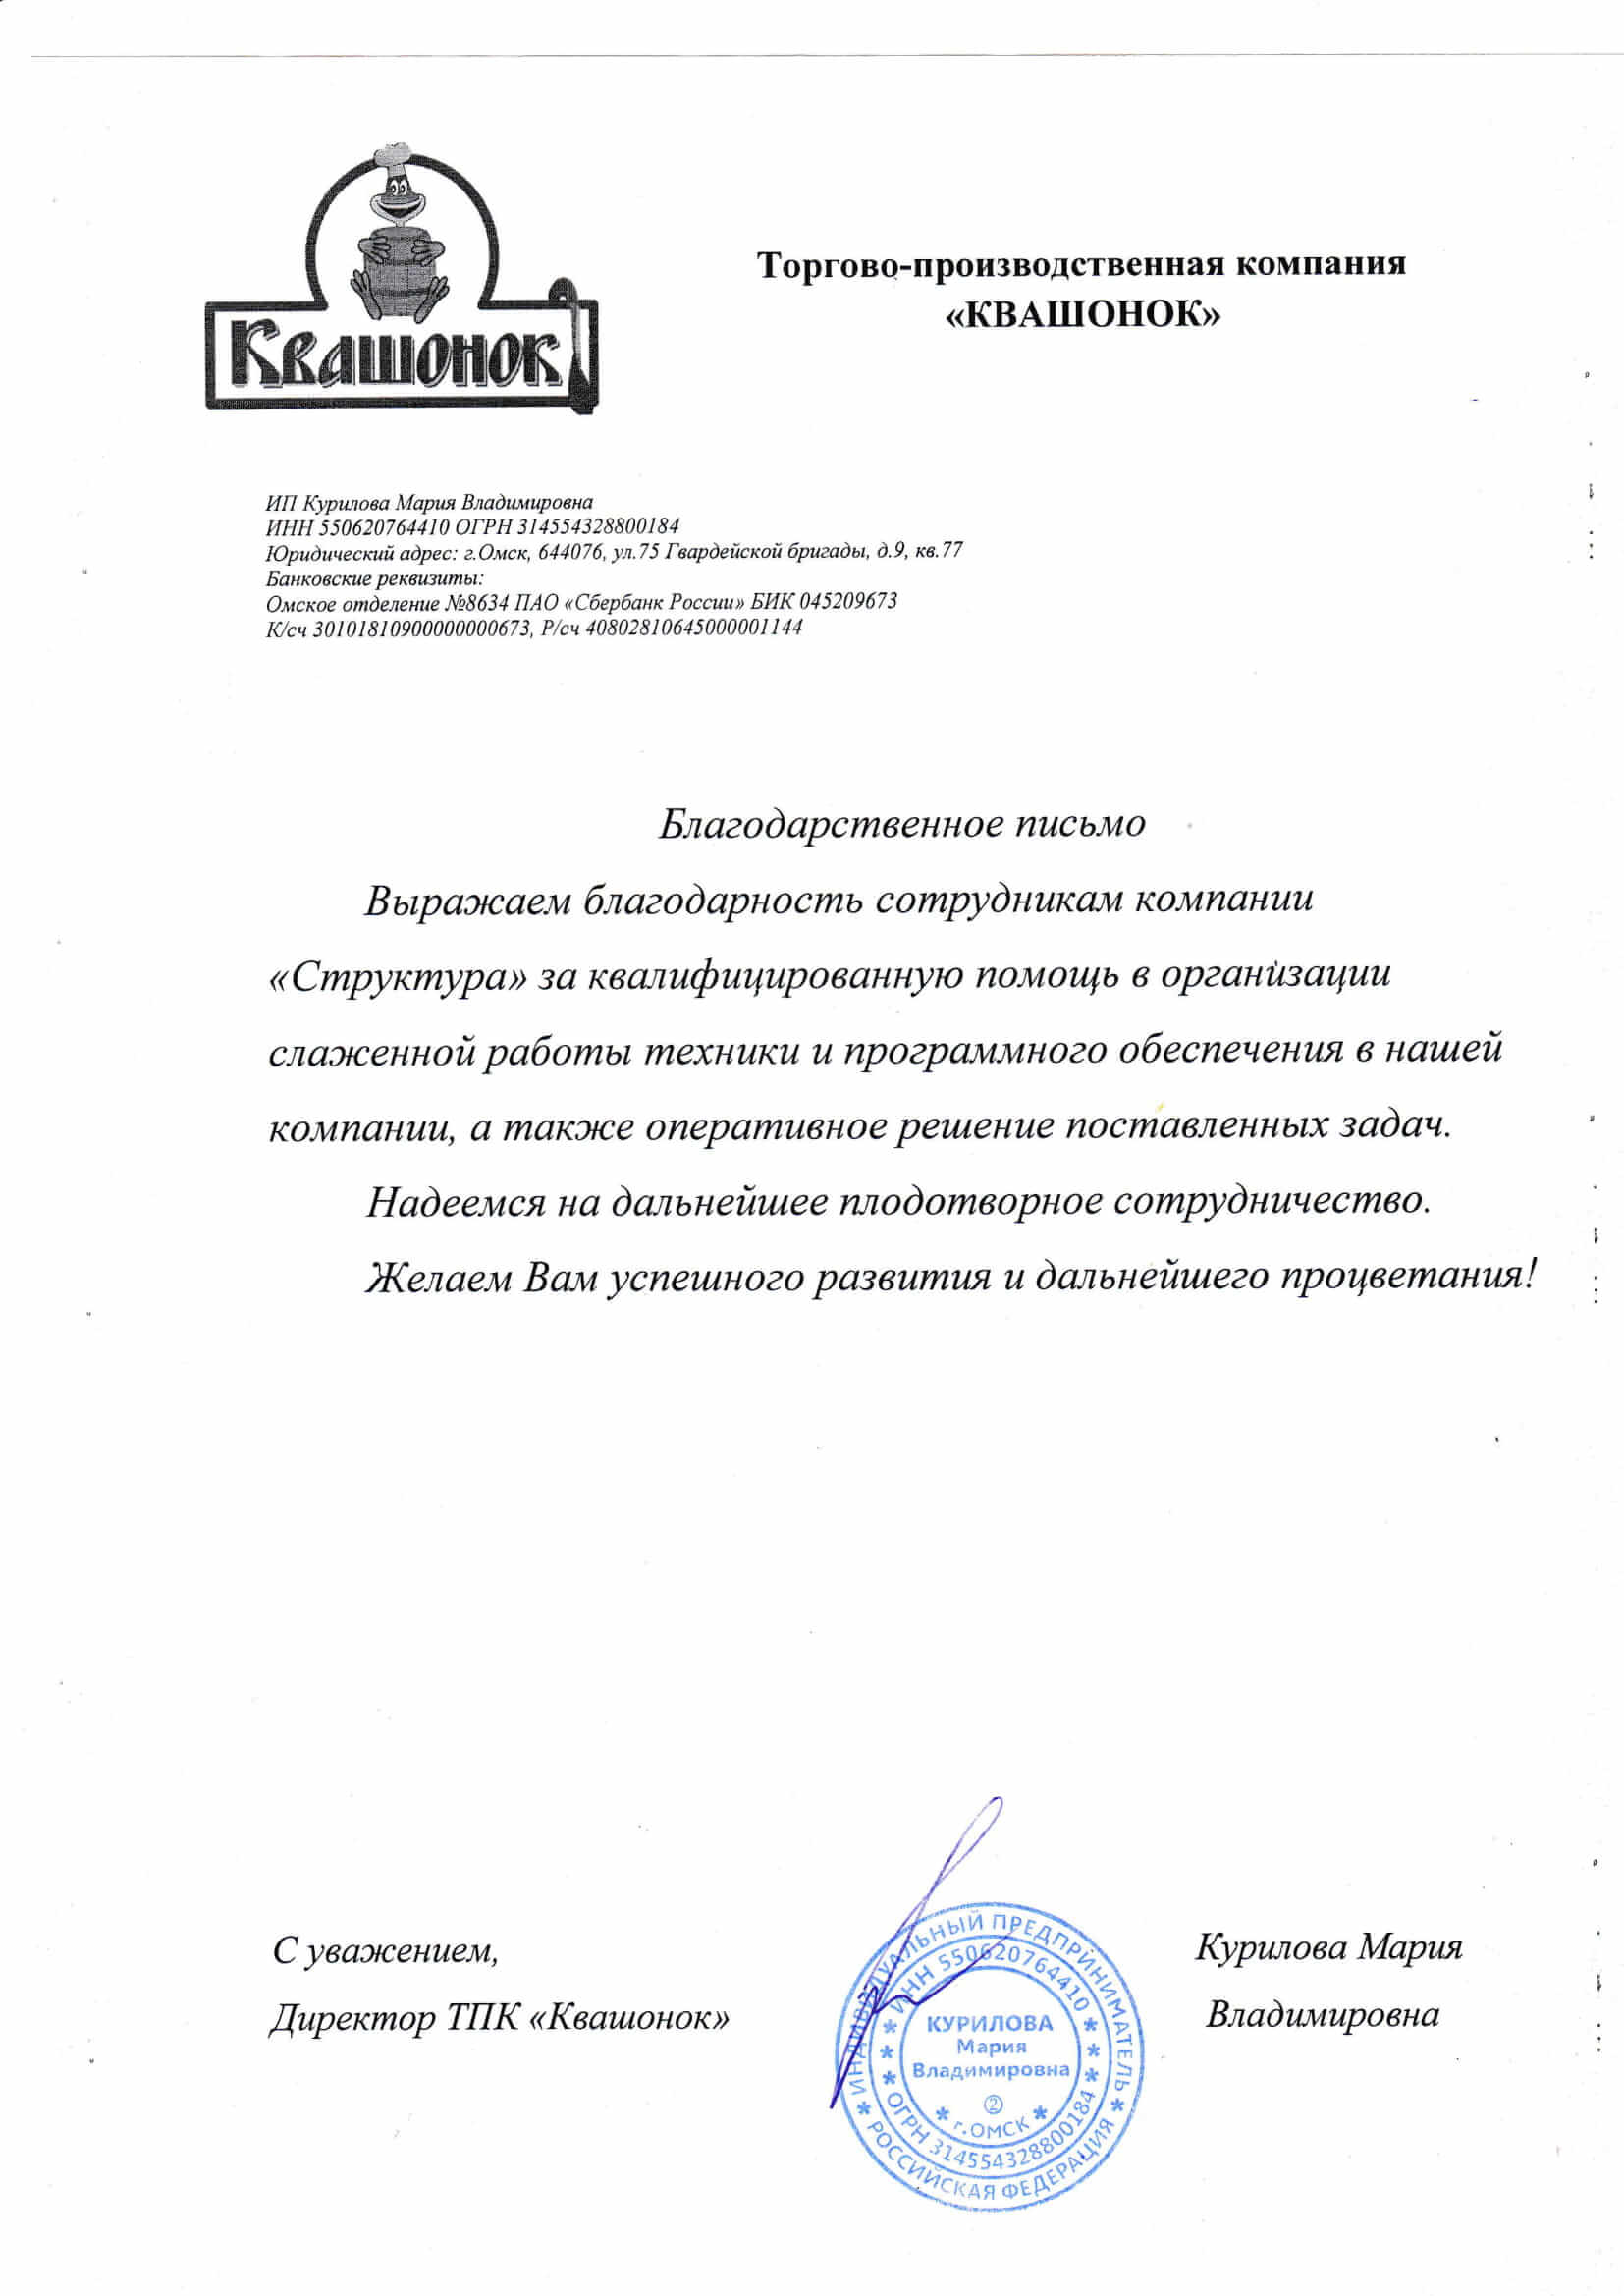 Квашонок
Торгово-производственная компания
«КВАШОНОК»
ИП Курилова Мария Владимировна
ИНН 550620764410 ОГРН 314554328800184
Юридический адрес: г.Омск, 644076, ул.75 Гвардейской бригады, д.9, кв.77
Банковские реквизиты:
Омское отделение №8634 ПАО «Сбербанк России» БИК 045209673
К/сч 30101810900000000673, Р/сч 40802810645000001144
Благодарственное письмо
Выражаем благодарность сотрудникам компании
«Структура» за квалифицированную помощь в организации
слаженной работы техники и программного обеспечения в нашей
компании, а также оперативное решение поставленных задач.
Надеемся на дальнейшее плодотворное сотрудничество.
Желаем Вам успешного развития и дальнейшего процветания!
С уважением,
Директор ТПК «Квашонок»
ИНДИВИДУАЛЬНЫЙ ПРЕДПРИНИМАТЕЛЬ
ИНН 550620764410
КУРИЛОВА
Мария
Владимировна
2
г.ОМСК
ОГРН 314554328800184
РОССИЙСКАЯ ФЕДЕРАЦИЯ
Курилова Мария
Владимировна